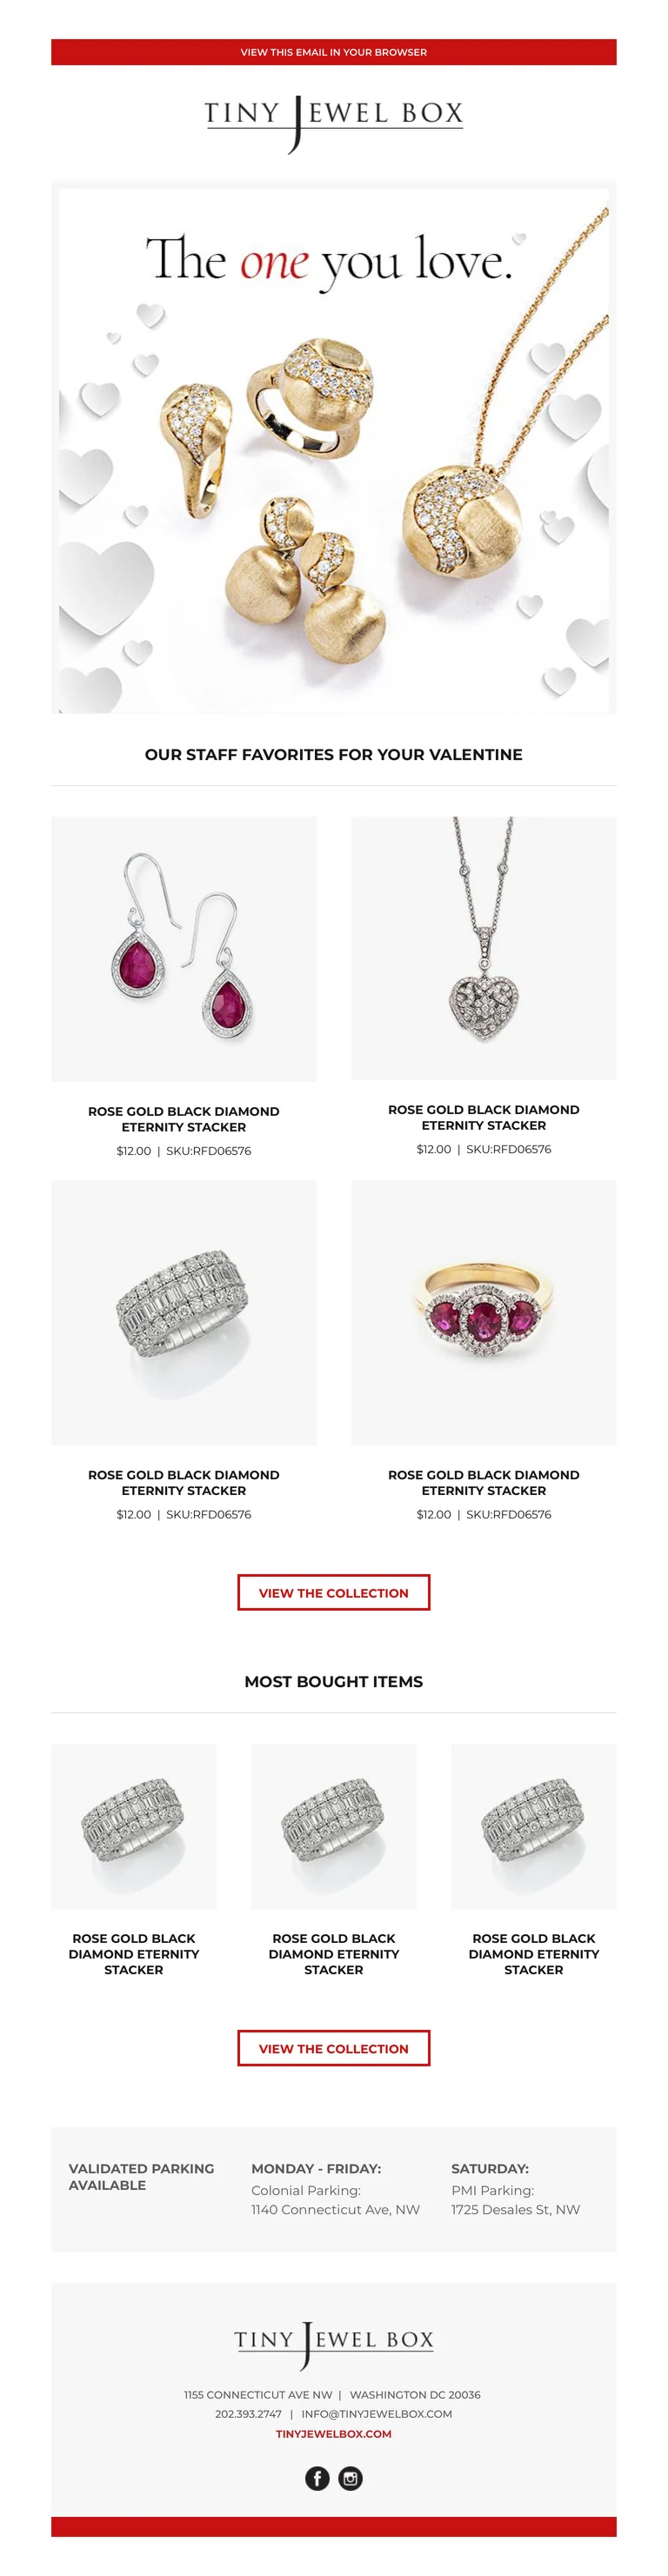 VIEW THIS EMAIL IN YOUR BROWSER
TINY JEWEL BOX
The one you love.
OUR STAFF FAVORITES FOR YOUR VALENTINE
ROSE GOLD BLACK DIAMOND
ETERNITY STACKER
$12.00 | SKU:RFD06576
ROSE GOLD BLACK DIAMOND
ETERNITY STACKER
$12.00 | SKU:RFD06576
ROSE GOLD BLACK DIAMOND
ETERNITY STACKER
$12.00 | SKU:RFD06576
ROSE GOLD BLACK DIAMOND
ETERNITY STACKER
$12.00 | SKU:RFD06576
VIEW THE COLLECTION
MOST BOUGHT ITEMS
ROSE GOLD BLACK
DIAMOND ETERNITY
STACKER
ROSE GOLD BLACK
DIAMOND ETERNITY
STACKER
ROSE GOLD BLACK
DIAMOND ETERNITY
STACKER
VIEW THE COLLECTION
VALIDATED PARKING
AVAILABLE
MONDAY - FRIDAY:
Colonial Parking:
1140 Connecticut Ave, NW
SATURDAY:
PMI Parking:
1725 Desales St, NW
TINY JEWEL BOX
1155 CONNECTICUT AVE NW | WASHINGTON DC 20036
202.393.2747 | INFO@TINYJEWELBOX.COM
TINYJEWELBOX.COM